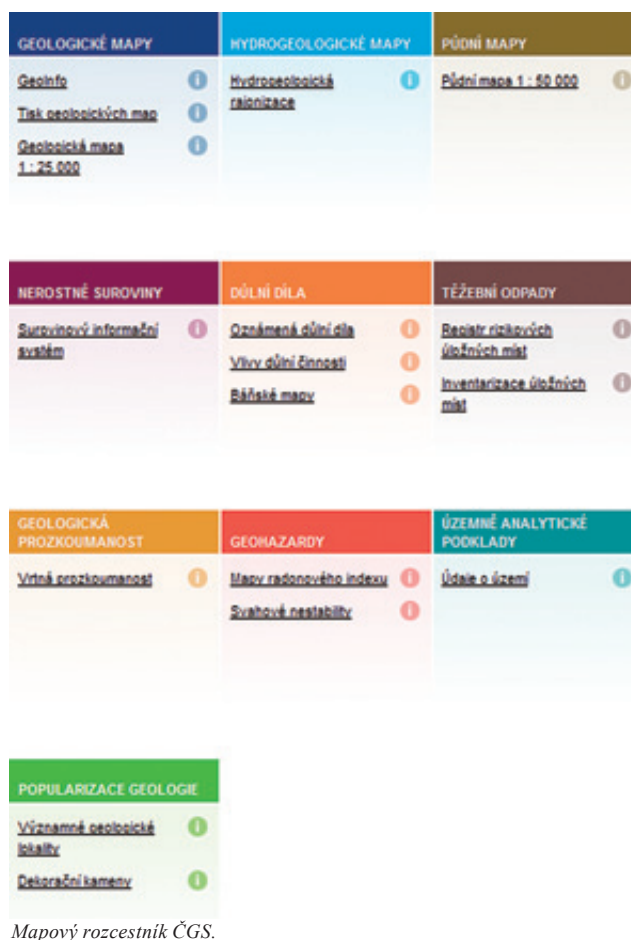 GEOLOGICKÉ MAPY
GeoInfo
Tisk geologických map
Geologická mapa
1 : 25 000
HYDROGEOLOGICKÉ MAPY
Hydrogeologická
rajonizace
PŮDNÍ MAPY
Půdní mapa 1 : 50 000
NEROSTNÉ SUROVINY
Surovinový informační
systém
DŮLNÍ DÍLA
Oznámená důlní díla
Vlivy důlní činnosti
Báňské mapy
TĚŽEBNÍ ODPADY
Registr rizikových
úložných míst
Inventarizace úložných
míst
GEOLOGICKÁ
PROZKOUMANOST
Vrtná prozkoumanost
GEOHAZARDY
Mapy radonového indexu
Svahové nestability
ÚZEMNĚ ANALYTICKÉ
PODKLADY
Údaje o území
POPULARIZACE GEOLOGIE
Významné geologické
lokality
Dekorační kameny
Mapový rozcestník ČGS.